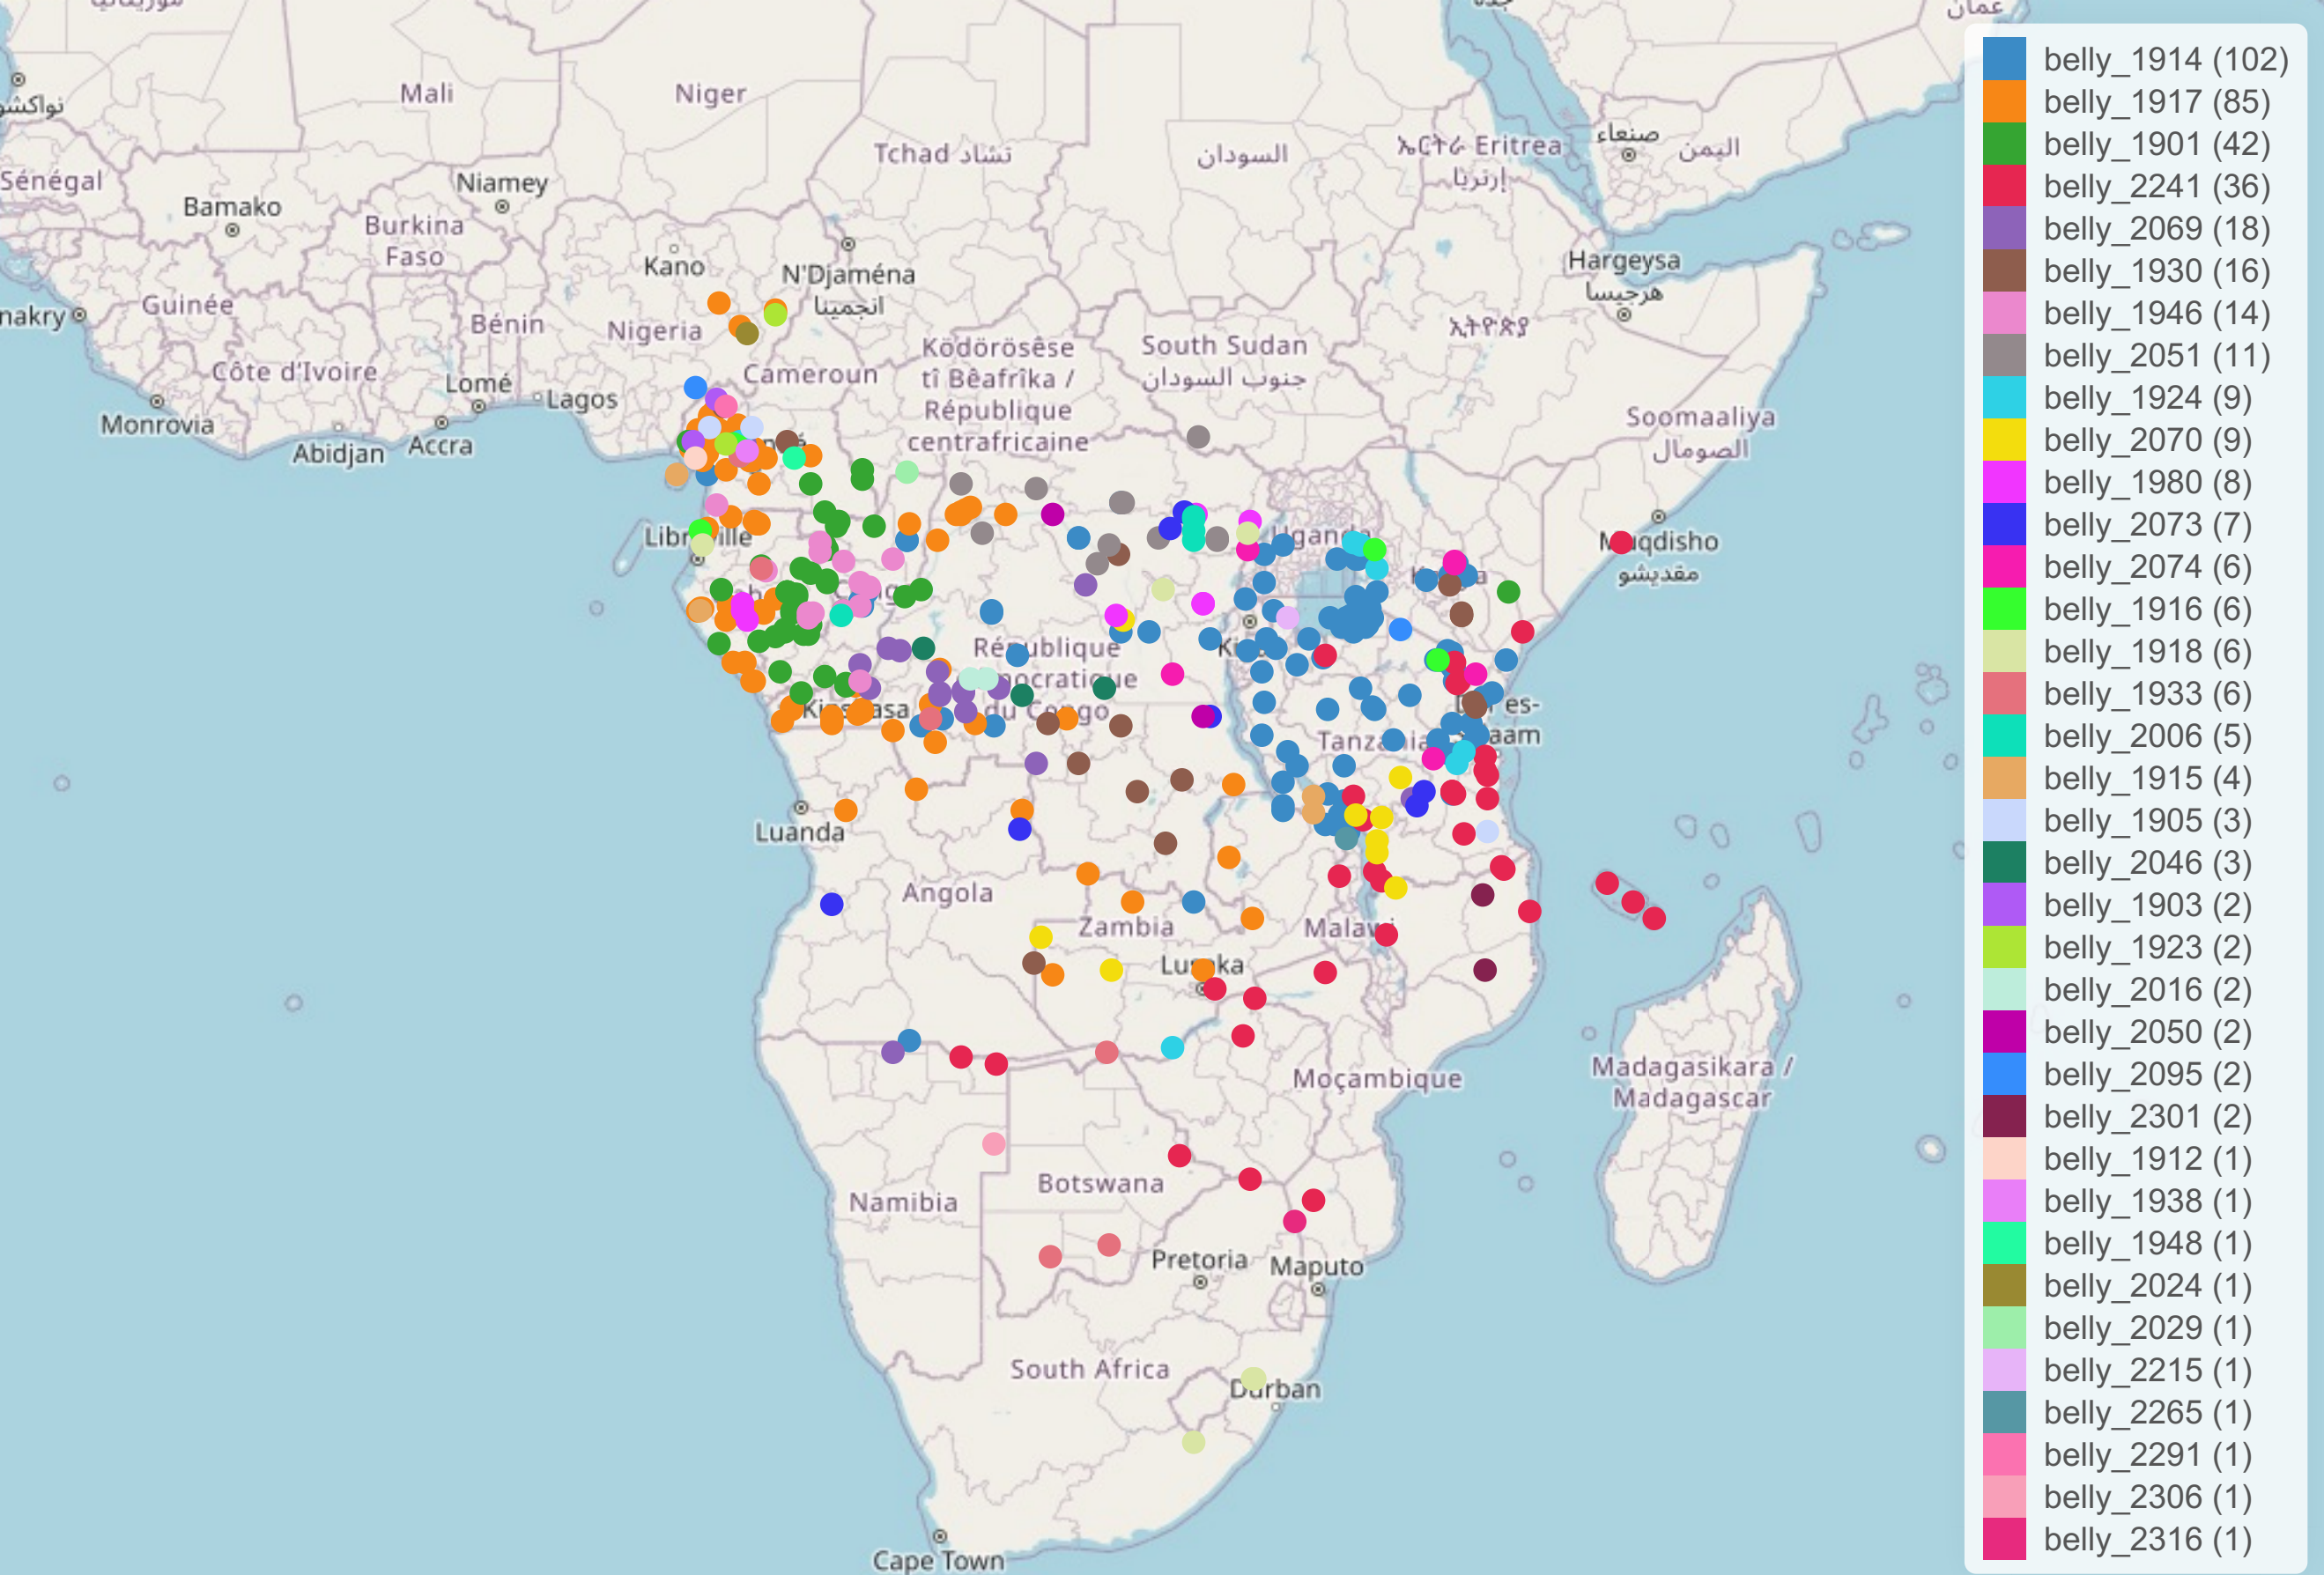 موريتانيا
جدة
عمان
نواكشو
Mali
Niger
Tchad تشاد
السودان
ኤርትራ Eritrea
إرتريا
صنعاء
اليمن
Sénégal
Bamako
Niamey
Burkina
Faso
Kano
N'Djaména
انجمينا
Hargeysa
هرجيسا
Guinée
nakry
Bénin
Nigeria
ኢትዮጵያ
Côte d'Ivoire
Lomé
Lagos
Monrovia
Abidjan
Accra
Cameroun
Ködörösêse
tî Bêafrîka /
République
centrafricaine
South Sudan
جنوب السودان
Soomaaliya
الصومال
Uganda
Muqdisho
مقديشو
République
du Congo
Tanzania
Luanda
Angola
Zambia
Malawi
Lusaka
Moçambique
Madagasikara /
Madagascar
Namibia
Botswana
Pretoria
Maputo
South Africa
Durban
Cape Town
belly_1914 (102)
belly_1917 (85)
belly_1901 (42)
belly_2241 (36)
belly_2069 (18)
belly_1930 (16)
belly_1946 (14)
belly_2051 (11)
belly_1924 (9)
belly_2070 (9)
belly_1980 (8)
belly_2073 (7)
belly_2074 (6)
belly_1916 (6)
belly_1918 (6)
belly_1933 (6)
belly_2006 (5)
belly_1915 (4)
belly_1905 (3)
belly_2046 (3)
belly_1903 (2)
belly_1923 (2)
belly_2016 (2)
belly_2050 (2)
belly_2095 (2)
belly_2301 (2)
belly_1912 (1)
belly_1938 (1)
belly_1948 (1)
belly_2024 (1)
belly_2029 (1)
belly_2215 (1)
belly_2265 (1)
belly_2291 (1)
belly_2306 (1)
belly_2316 (1)